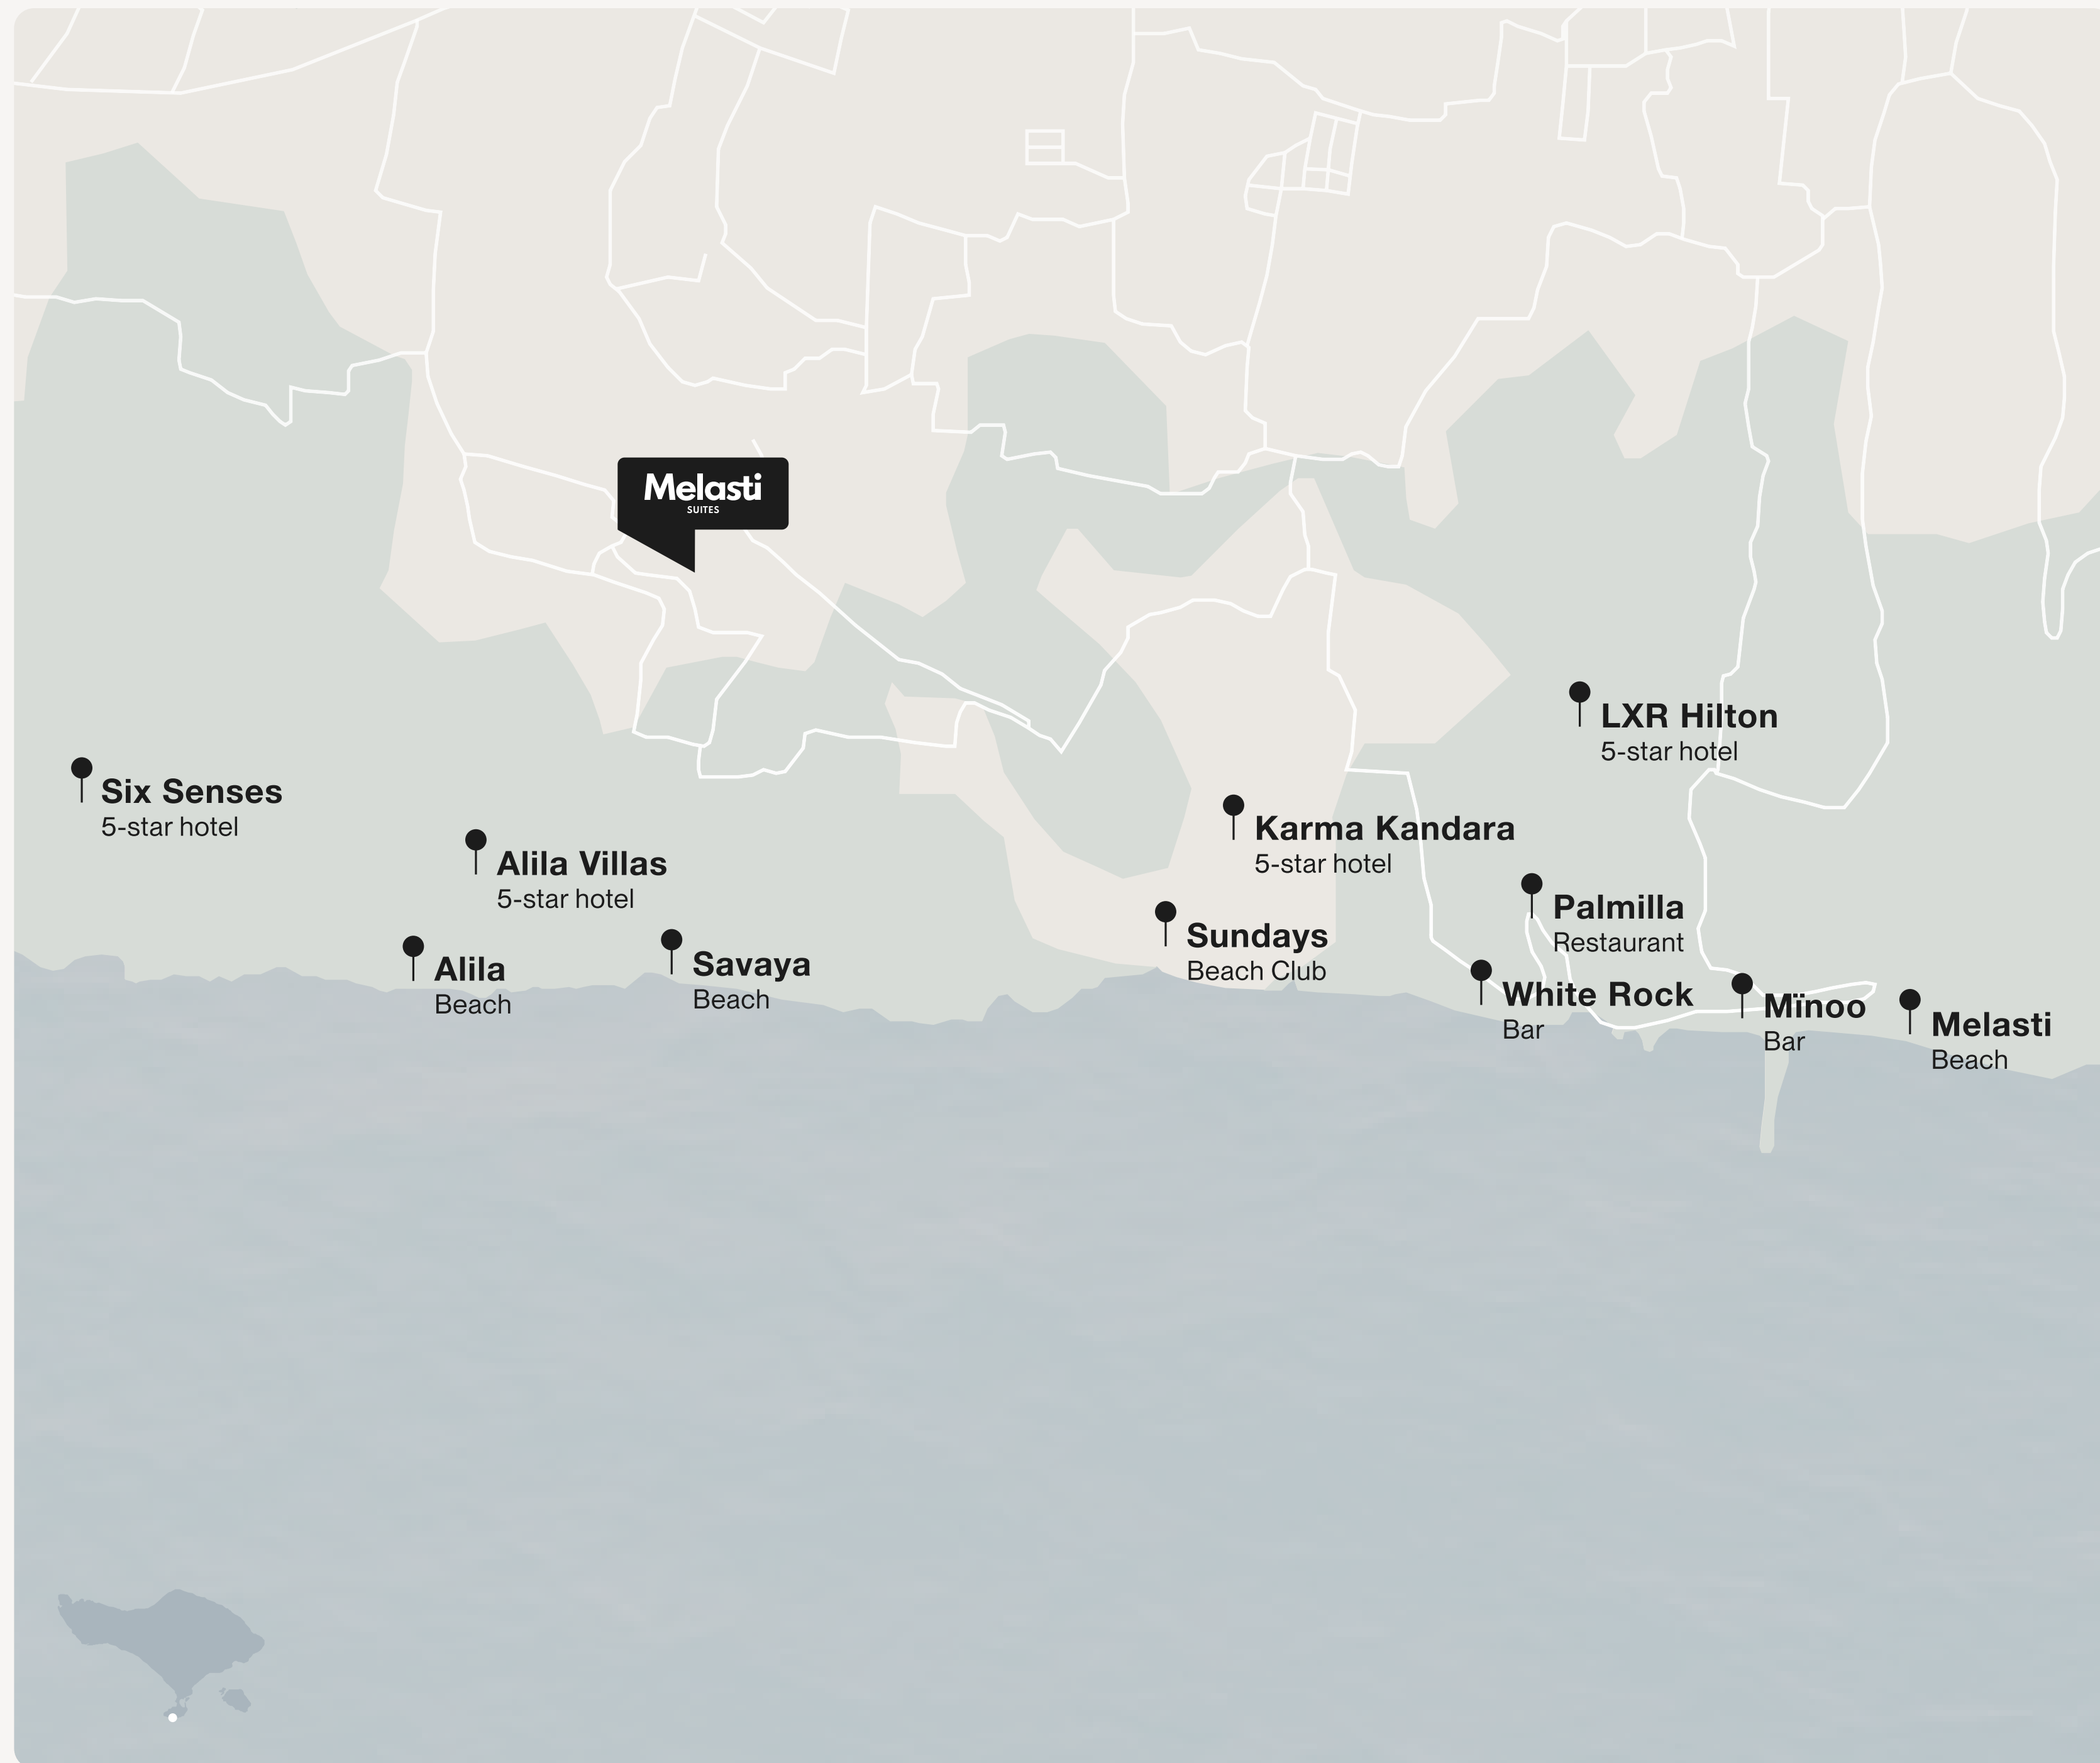 Melasti
SUITES
LXR Hilton
5-star hotel
Six Senses
5-star hotel
Karma Kandara
5-star hotel
Alila Villas
5-star hotel
Palmilla
Restaurant
Sundays
Beach Club
Savaya
Beach
Alila
Beach
White Rock
Bar
Mïnoo
Bar
Melasti
Beach